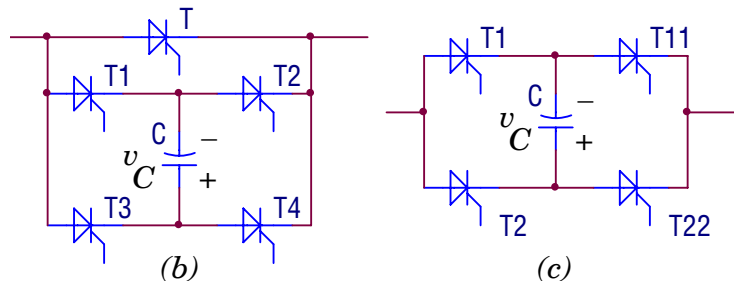 T
T1 T2
C −
vC
+
T3 T4
(b)
T1 T11
C −
vC
+
T2 T22
(c)